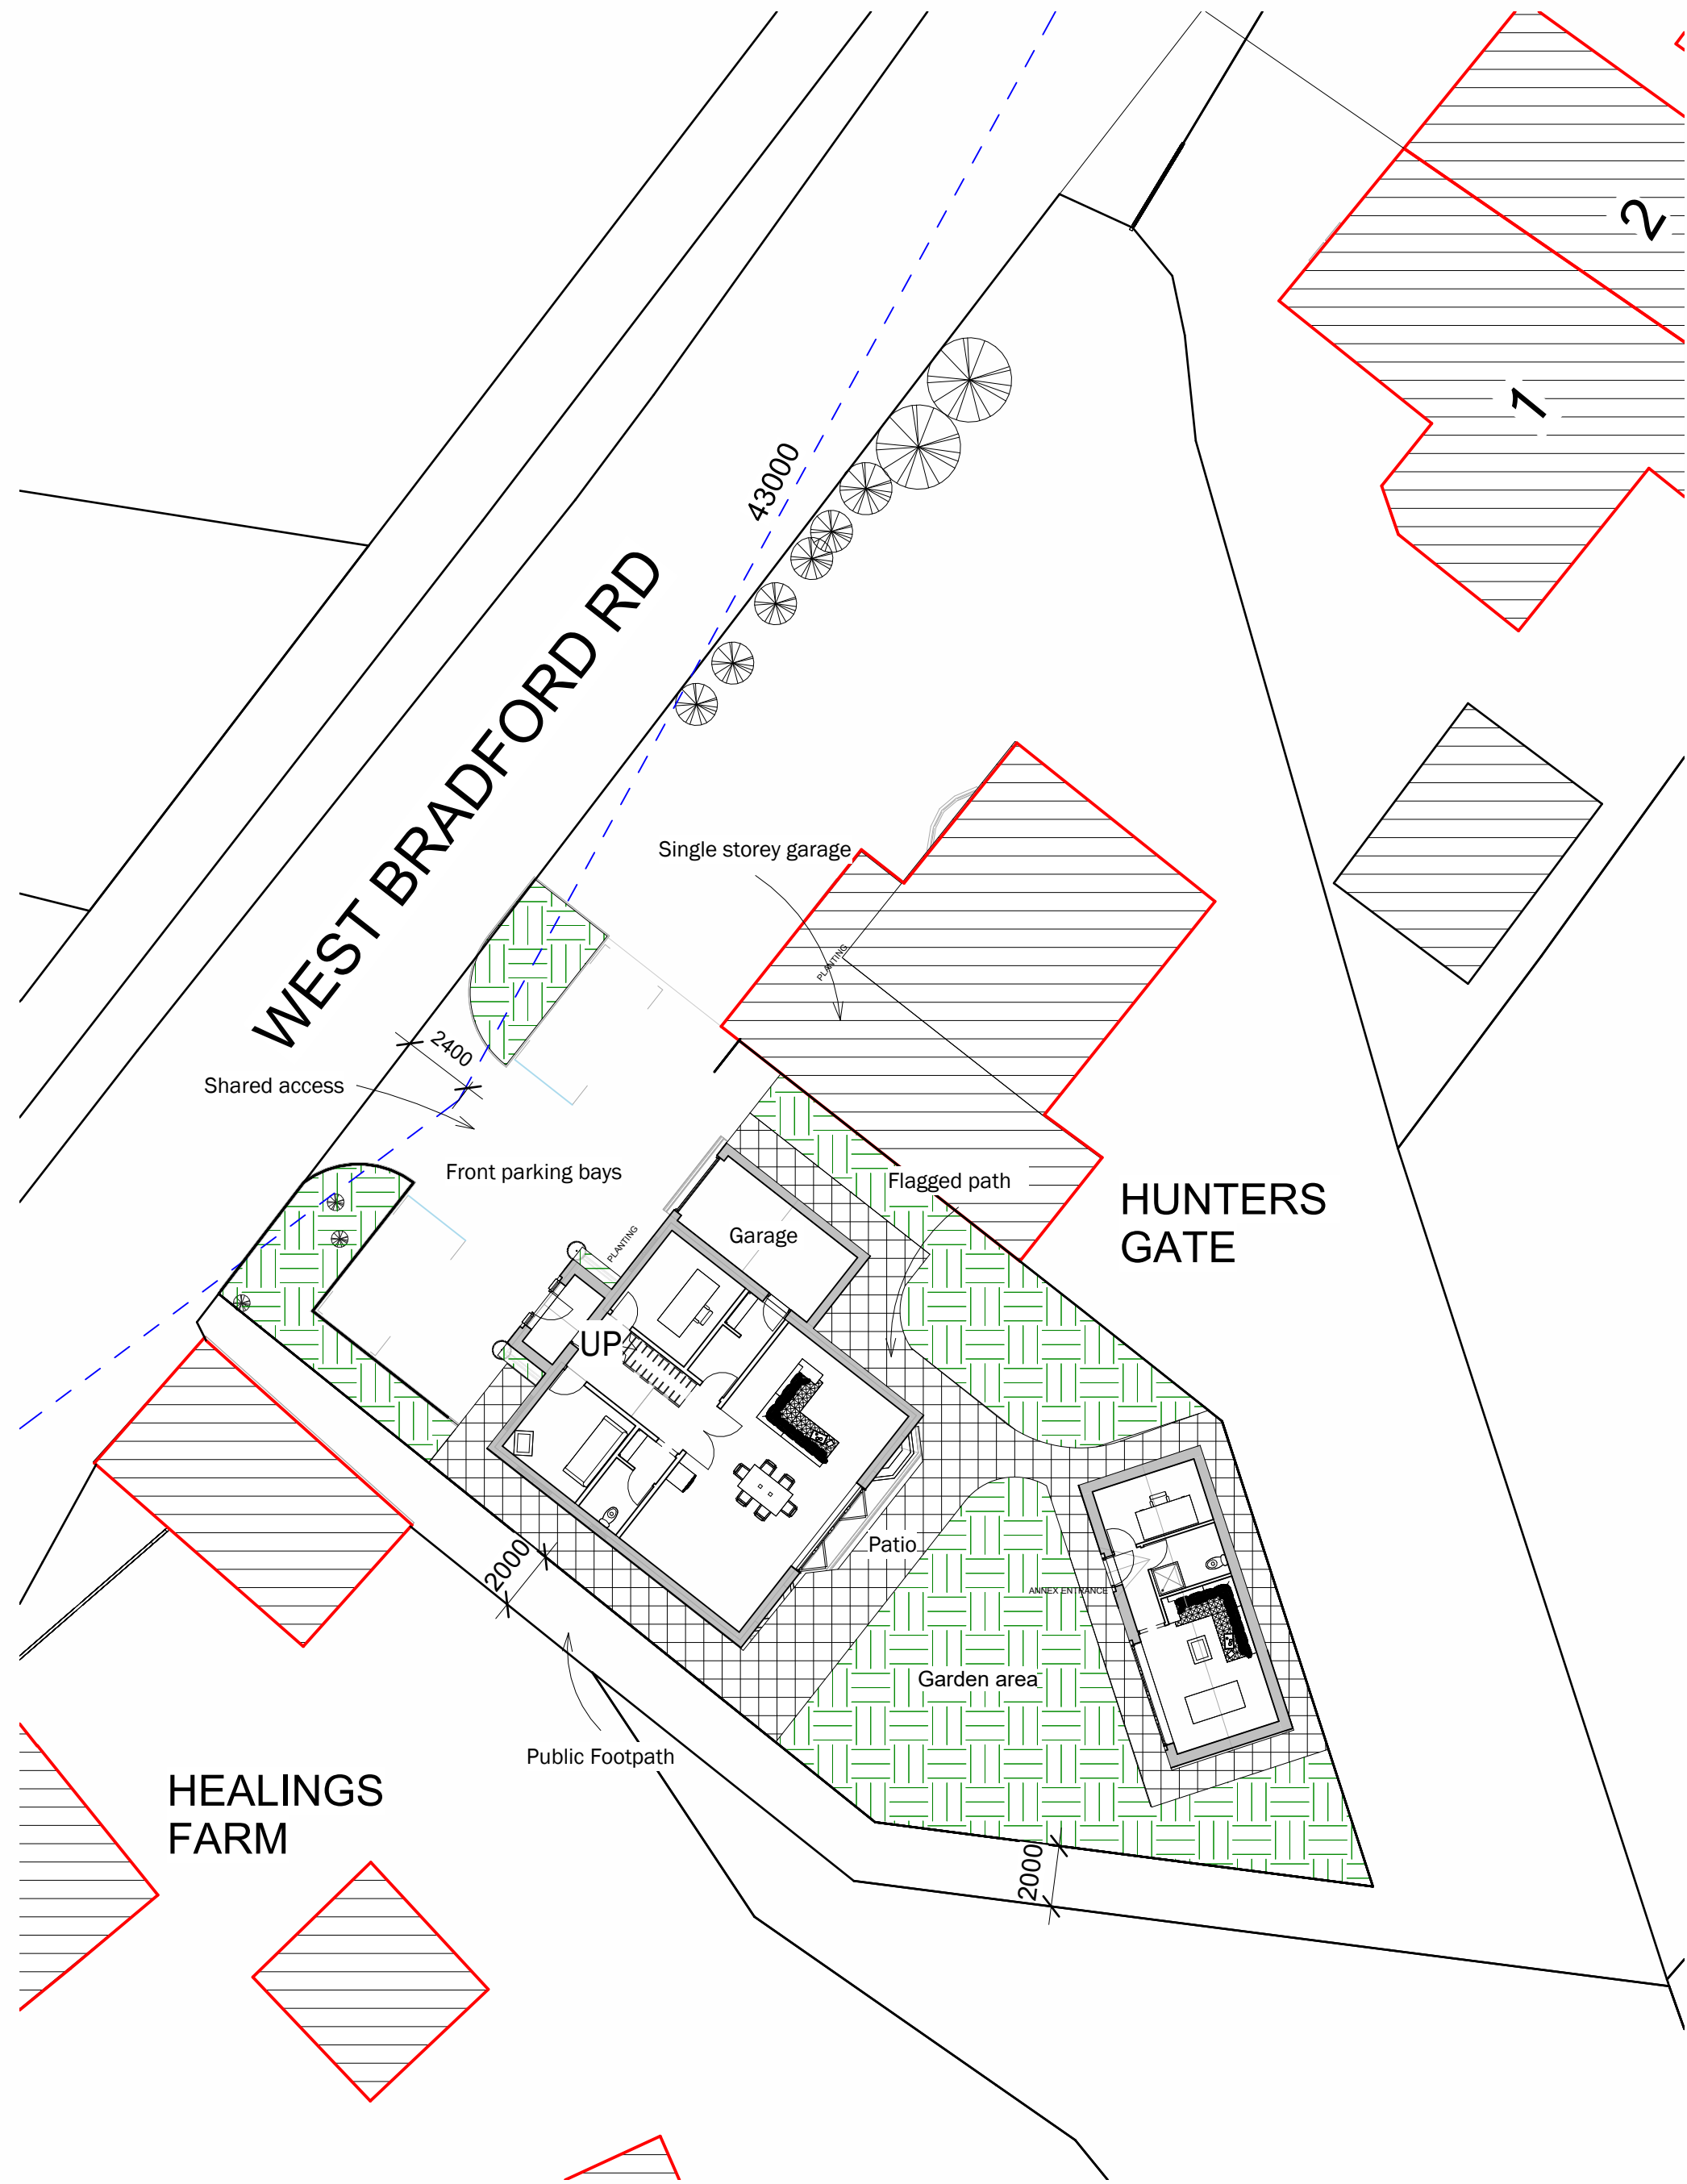 2
1
43000
WEST BRADFORD RD
Single storey garage
PLANTING
2400
Shared access
Front parking bays
Flagged path
HUNTERS
GATE
PLANTING
Garage
UP
2000
Patio
ANNEX ENTRANCE
Garden area
Public Footpath
HEALINGS
FARM
2000